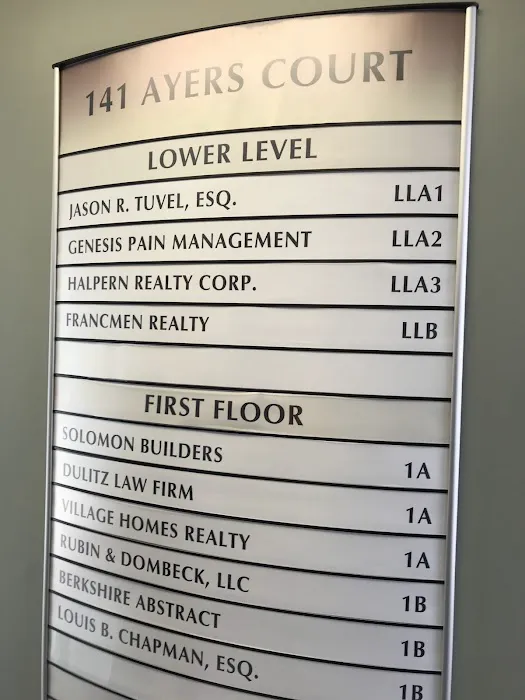 141 AYERS COURT
LOWER LEVEL
JASON R. TUVEL, ESQ. LLA1
GENESIS PAIN MANAGEMENT LLA2
HALPERN REALTY CORP. LLA3
FRANCMEN REALTY LLB
FIRST FLOOR
SOLOMON BUILDERS 1A
DULITZ LAW FIRM 1A
VILLAGE HOMES REALTY 1A
RUBIN & DOMBECK, LLC 1B
BERKSHIRE ABSTRACT 1B
LOUIS B. CHAPMAN, ESQ. 1B